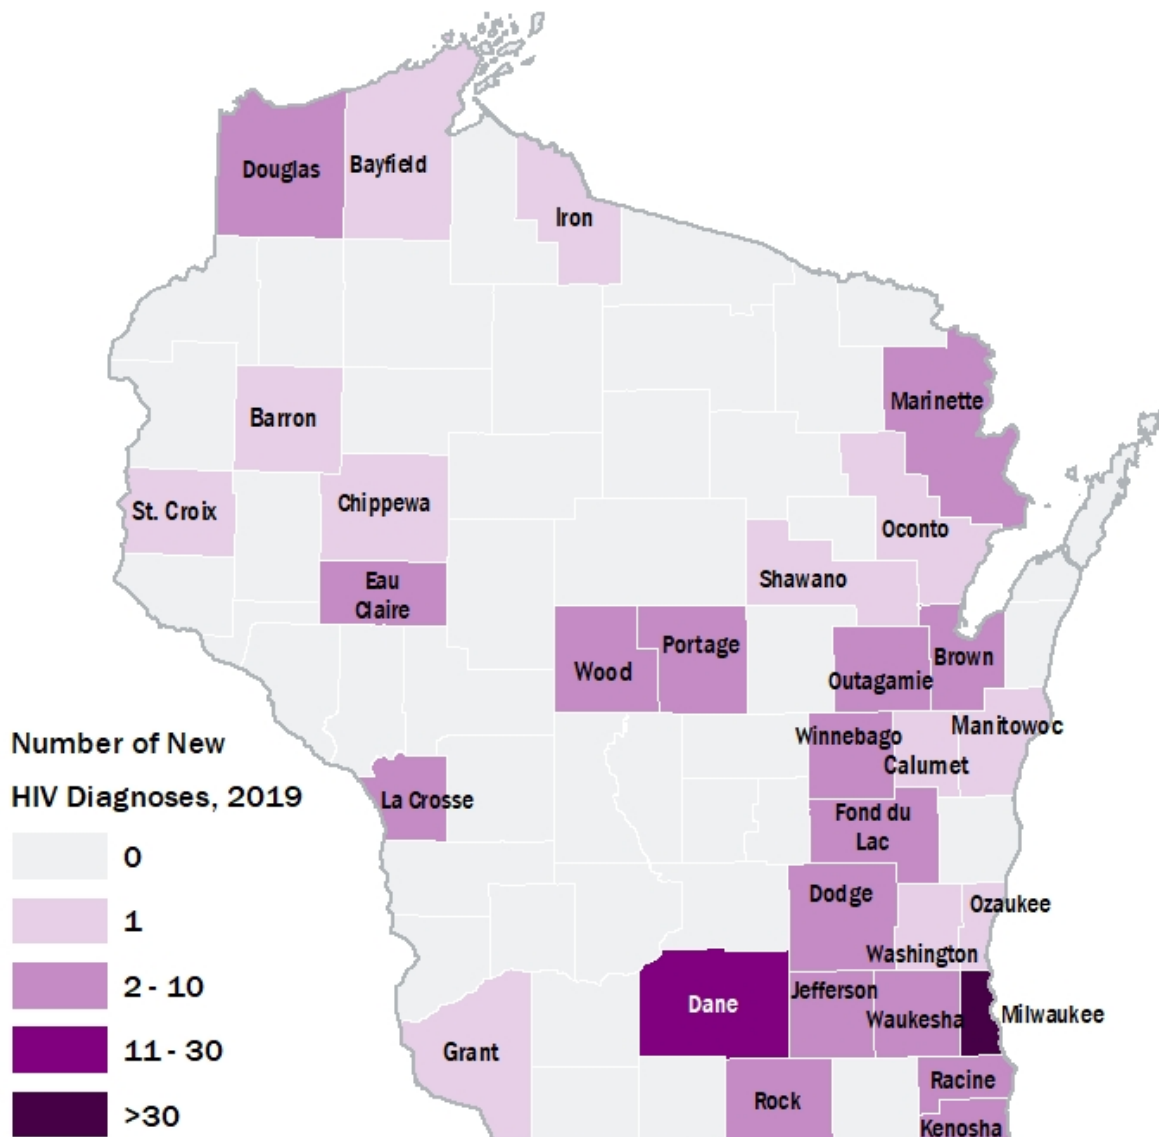 Douglas
Bayfield
Iron
Marinette
Barron
St. Croix
Chippewa
Oconto
Shawano
Eau
Claire
Wood
Portage
Brown
Outagamie
Manitowoc
Winnebago
Calumet
La Crosse
Fond du
Lac
Dodge
Ozaukee
Washington
Dane
Jefferson
Waukesha
Milwaukee
Grant
Racine
Rock
Kenosha
Number of New
HIV Diagnoses, 2019
0
1
2 - 10
11 - 30
>30